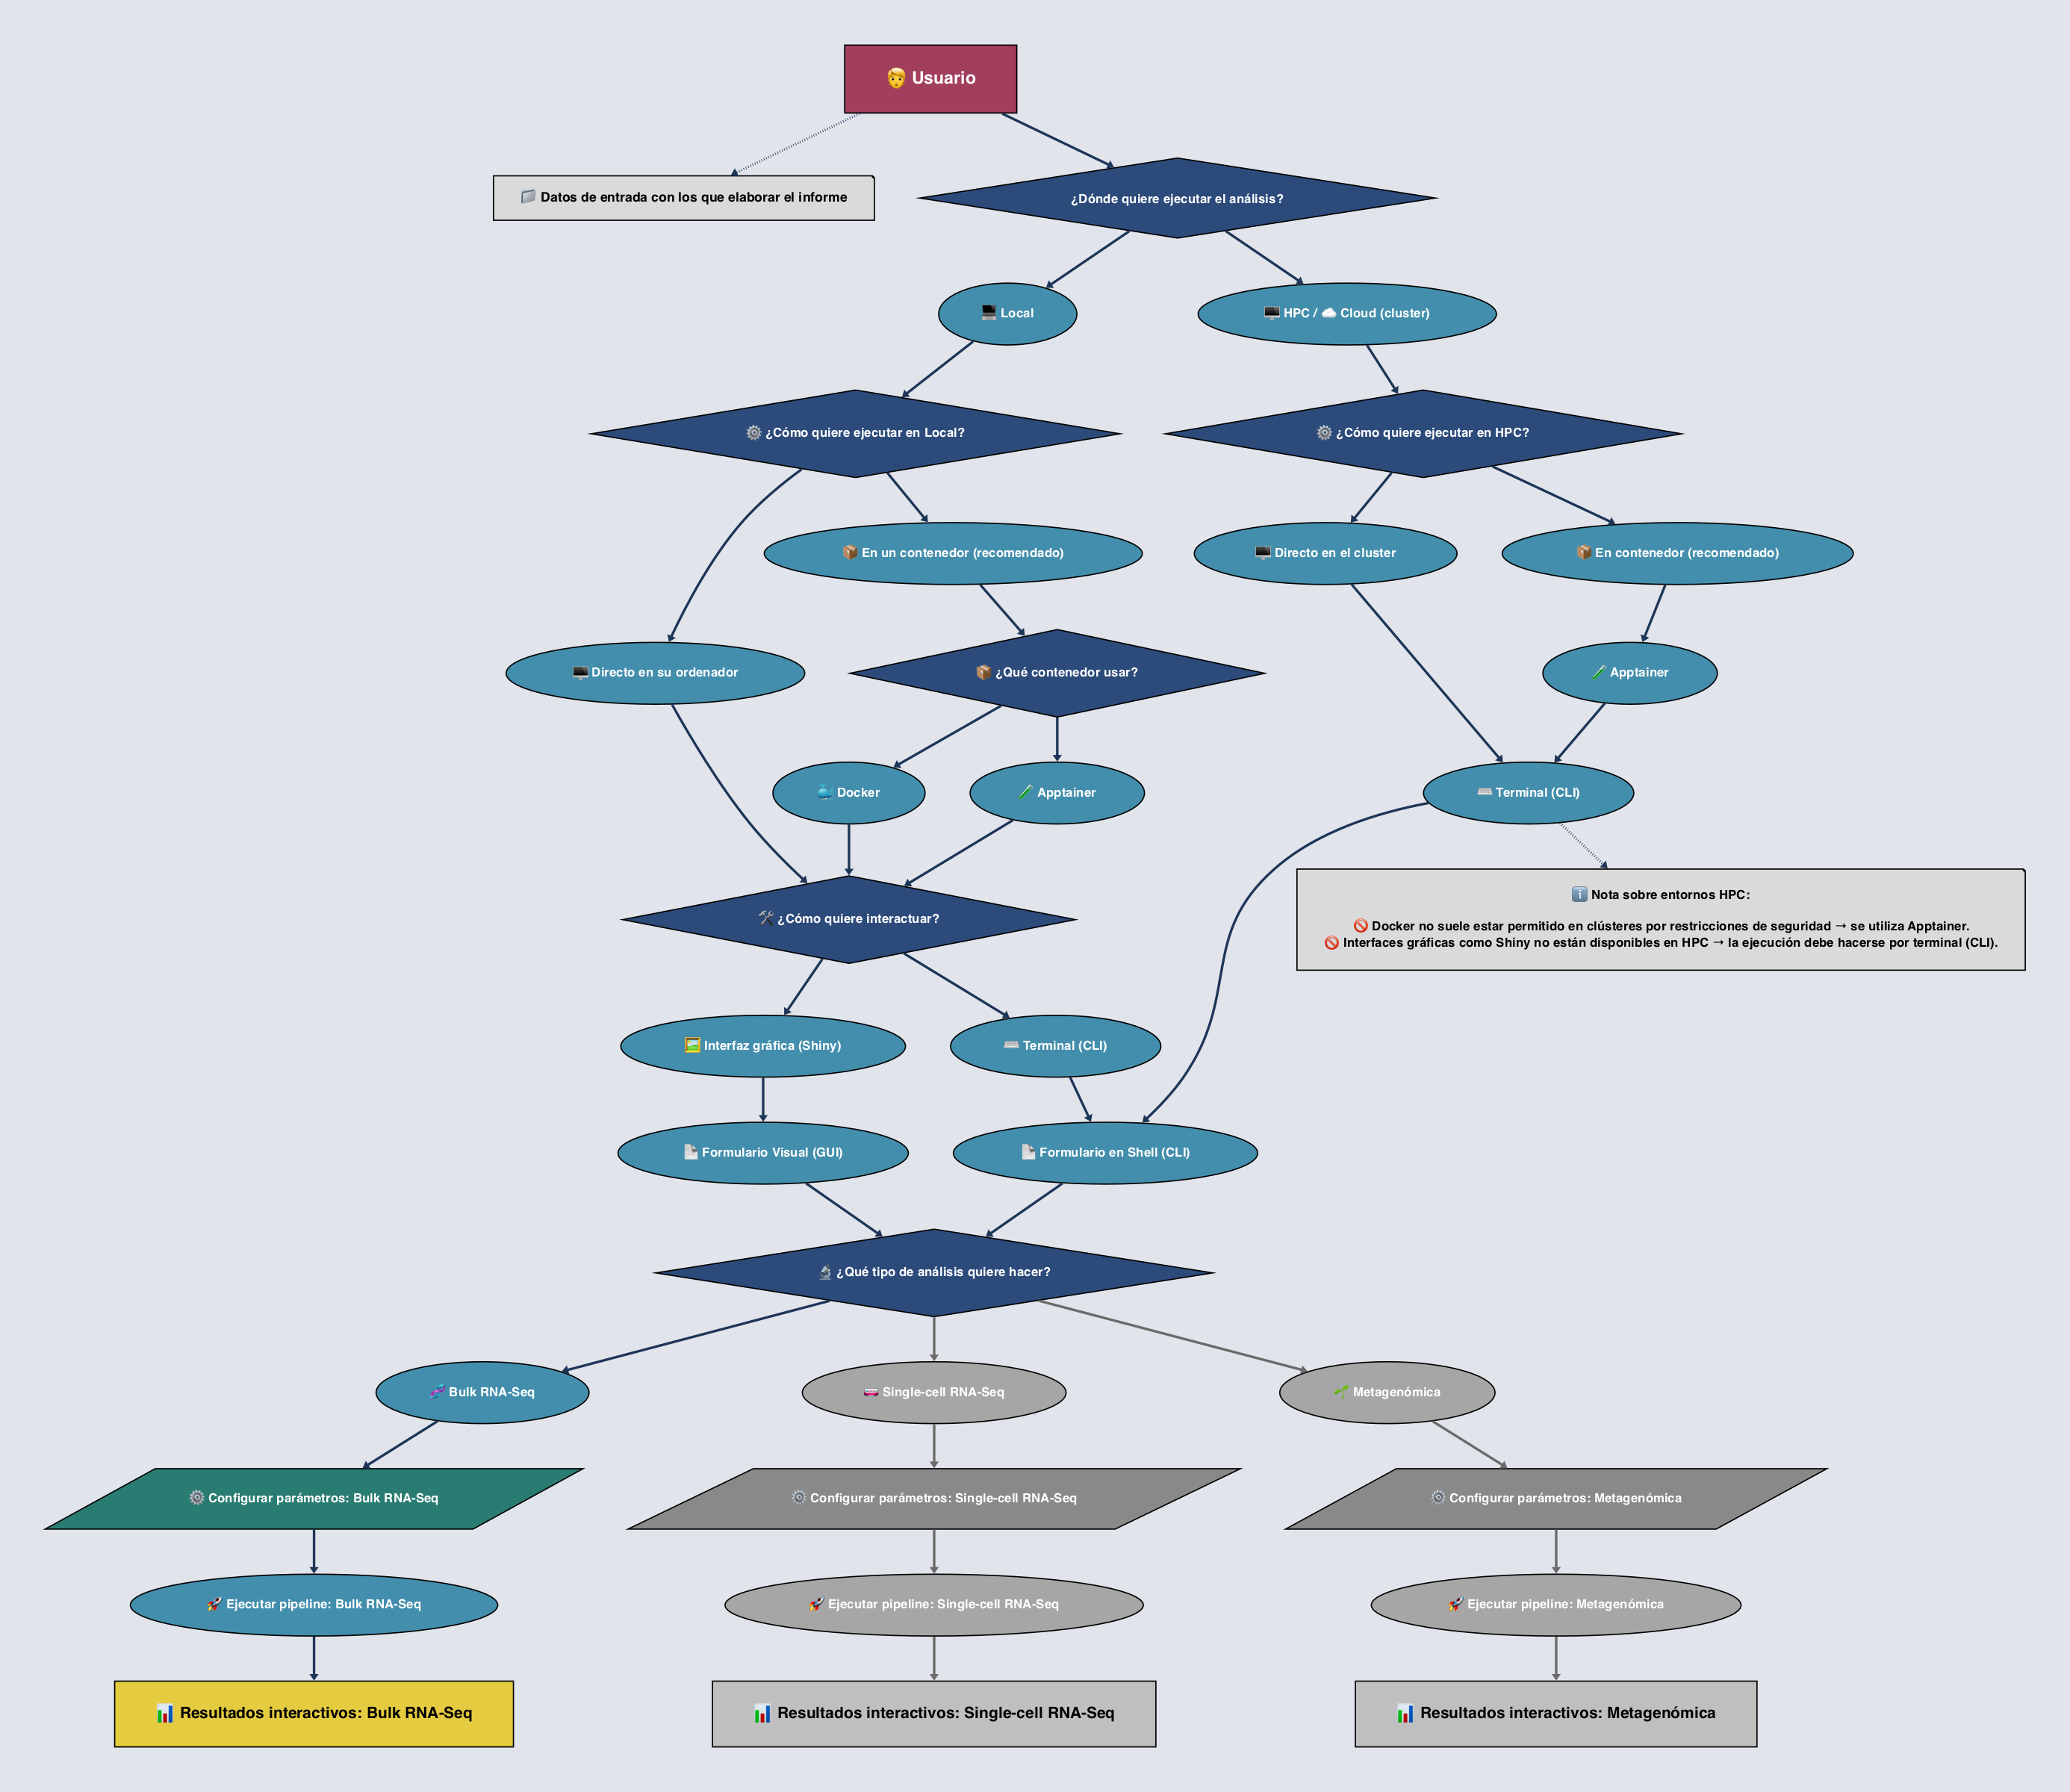 Usuario
Datos de entrada con los que elaborar el informe
¿Dónde quiere ejecutar el análisis?
Local
HPC / ☁️ Cloud (cluster)
¿Cómo quiere ejecutar en Local?
¿Cómo quiere ejecutar en HPC?
En un contenedor (recomendado)
Directo en el cluster
En contenedor (recomendado)
Directo en su ordenador
¿Qué contenedor usar?
Apptainer
Docker
Apptainer
Terminal (CLI)
¿Cómo quiere interactuar?
Nota sobre entornos HPC:
Docker no suele estar permitido en clústeres por restricciones de seguridad → se utiliza Apptainer.
Interfaces gráficas como Shiny no están disponibles en HPC → la ejecución debe hacerse por terminal (CLI).
Interfaz gráfica (Shiny)
Terminal (CLI)
Formulario Visual (GUI)
Formulario en Shell (CLI)
¿Qué tipo de análisis quiere hacer?
Bulk RNA-Seq
Single-cell RNA-Seq
Metagenómica
Configurar parámetros: Bulk RNA-Seq
Configurar parámetros: Single-cell RNA-Seq
Configurar parámetros: Metagenómica
Ejecutar pipeline: Bulk RNA-Seq
Ejecutar pipeline: Single-cell RNA-Seq
Ejecutar pipeline: Metagenómica
Resultados interactivos: Bulk RNA-Seq
Resultados interactivos: Single-cell RNA-Seq
Resultados interactivos: Metagenómica